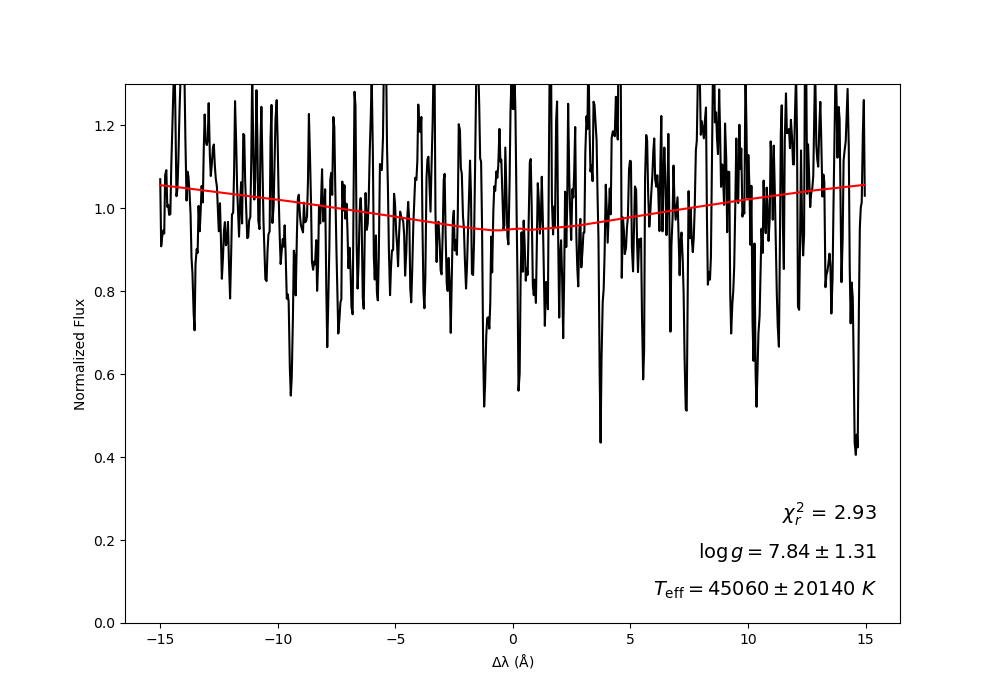 Normalized Flux
1.2
1.0
0.8
0.6
0.4
0.2
0.0
χ²ᵣ = 2.93
log g = 7.84 ± 1.31
T_eff = 45060 ± 20140 K
−15 −10 −5 0 5 10 15
Δλ (Å)